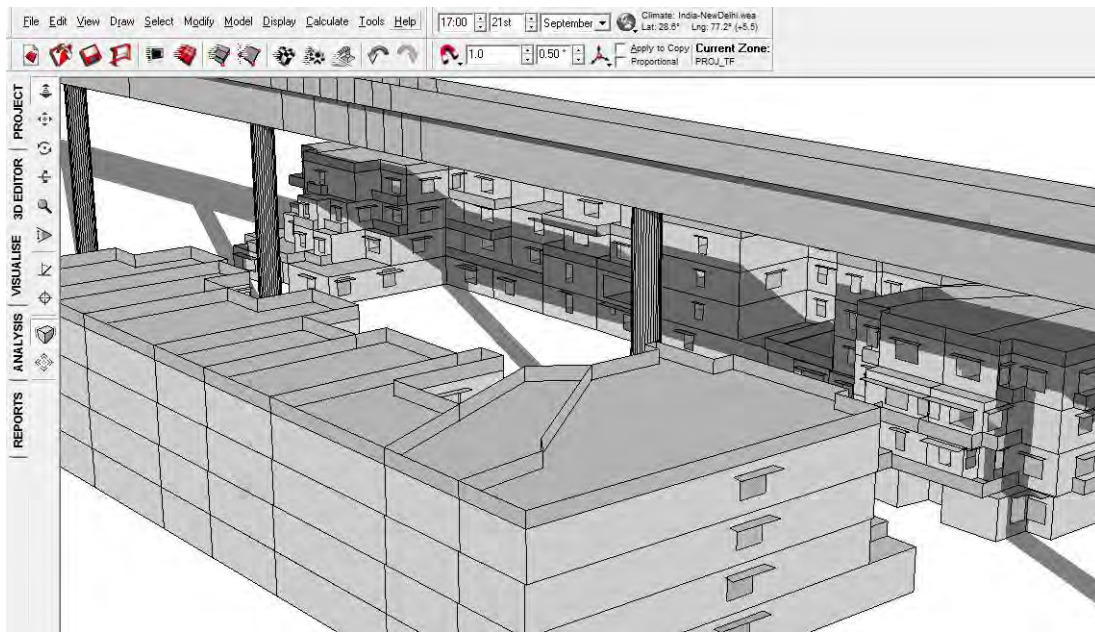 File Edit View Draw Select Modify Model Display Calculate Tools Help
17:00 21st September Climate: India-NewDelhi.wea
Lat: 28.6° Lng: 77.2° (+5.5)
1.0 0.50 ° Apply to Copy Current Zone:
Proportional PROJ_TF
PROJECT
3D EDITOR
VISUALISE
ANALYSIS
REPORTS